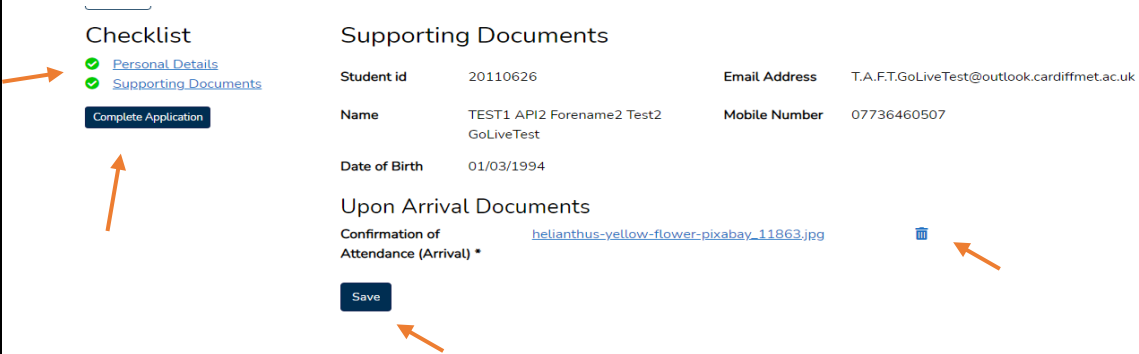 Checklist
Personal Details
Supporting Documents
Complete Application
Supporting Documents
Student id 20110626 Email Address T.A.F.T.GoLiveTest@outlook.cardiffmet.ac.uk
Name TEST1 API2 Forename2 Test2 Mobile Number 07736460507
GoLiveTest
Date of Birth 01/03/1994
Upon Arrival Documents
Confirmation of helianthus-yellow-flower-pixabay_11863.jpg
Attendance (Arrival) *
Save